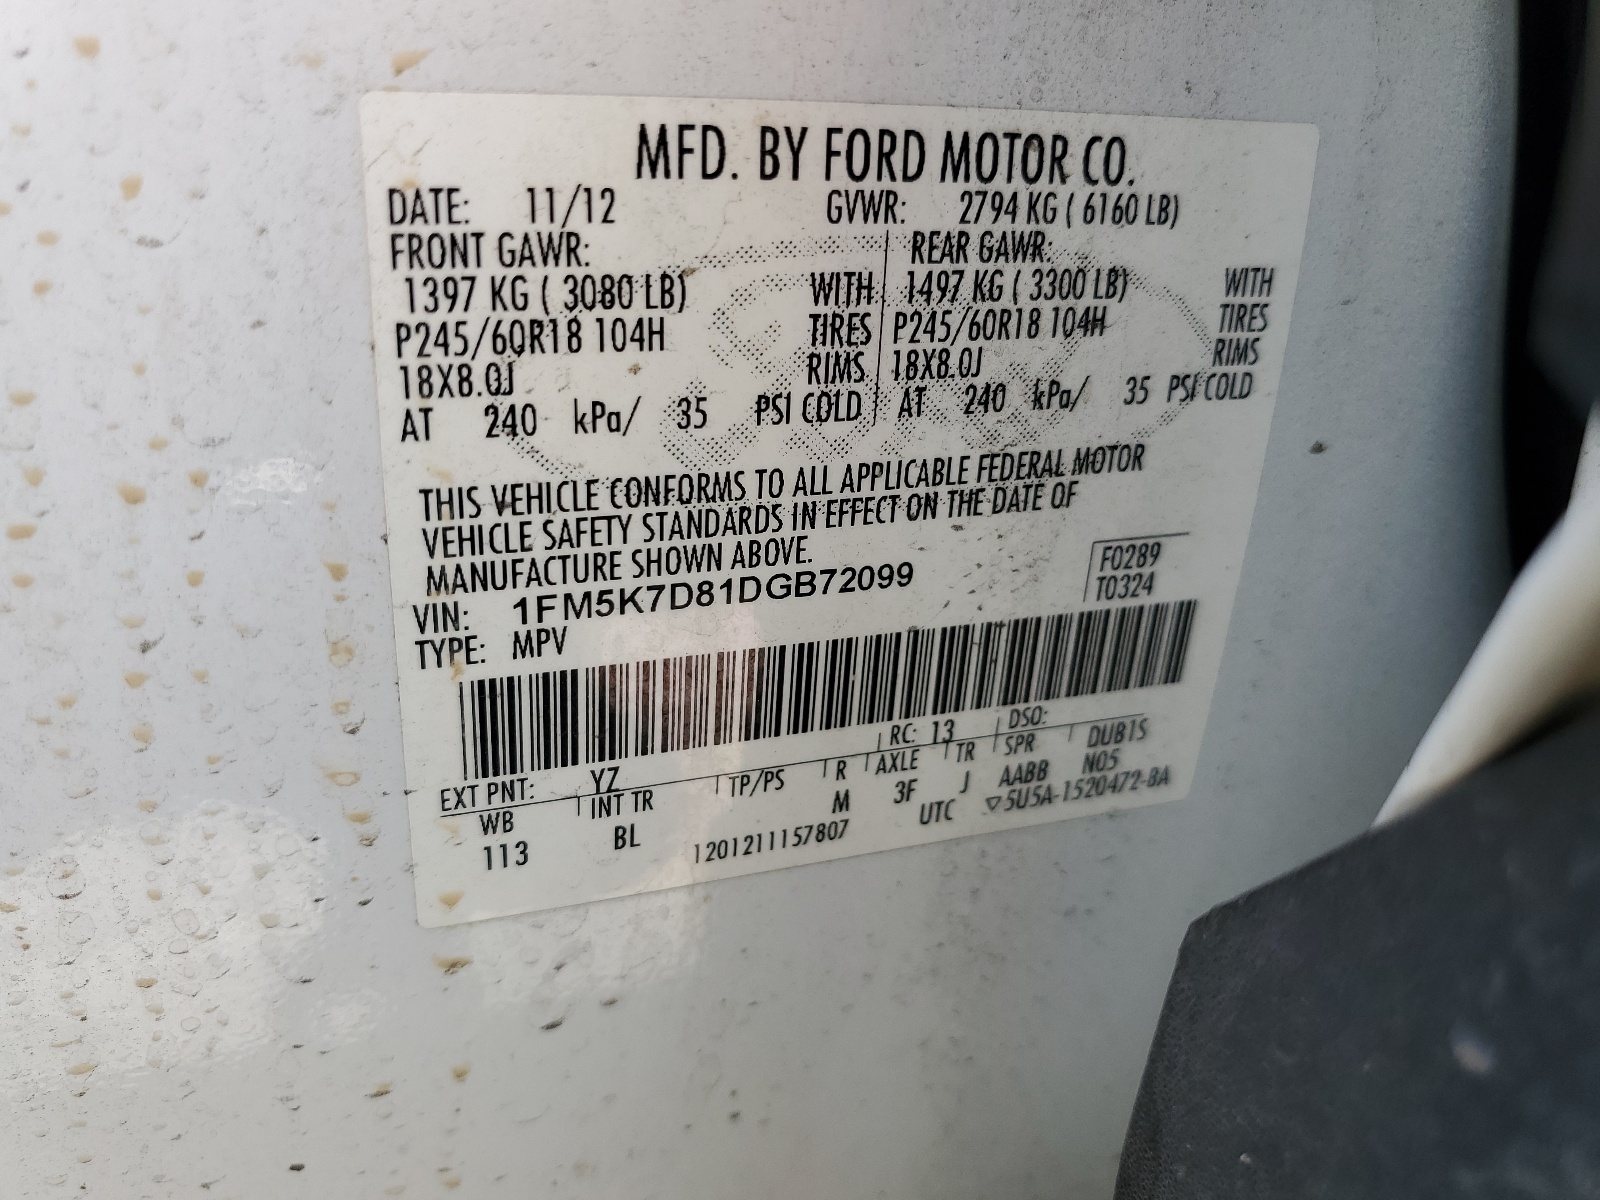 MFD. BY FORD MOTOR CO.
DATE: 11/12 GVWR: 2794 KG ( 6160 LB)
FRONT GAWR: REAR GAWR:
1397 KG ( 3080 LB) WITH 1497 KG ( 3300 LB) WITH
P245/60R18 104H TIRES P245/60R18 104H TIRES
18X8.0J RIMS 18X8.0J RIMS
AT 240 kPa/ 35 PSI COLD AT 240 kPa/ 35 PSI COLD
THIS VEHICLE CONFORMS TO ALL APPLICABLE FEDERAL MOTOR
VEHICLE SAFETY STANDARDS IN EFFECT ON THE DATE OF
MANUFACTURE SHOWN ABOVE.
F0289
VIN: 1FM5K7D81DGB72099
T0324
TYPE: MPV
RC: 13 DSO:
EXT PNT: YZ
WB INT TR TP/PS R AXLE TR SPR DUB1S
113 BL M 3F J AABB N05
1201211157807 UTC ▽5U5A-1520472-BA